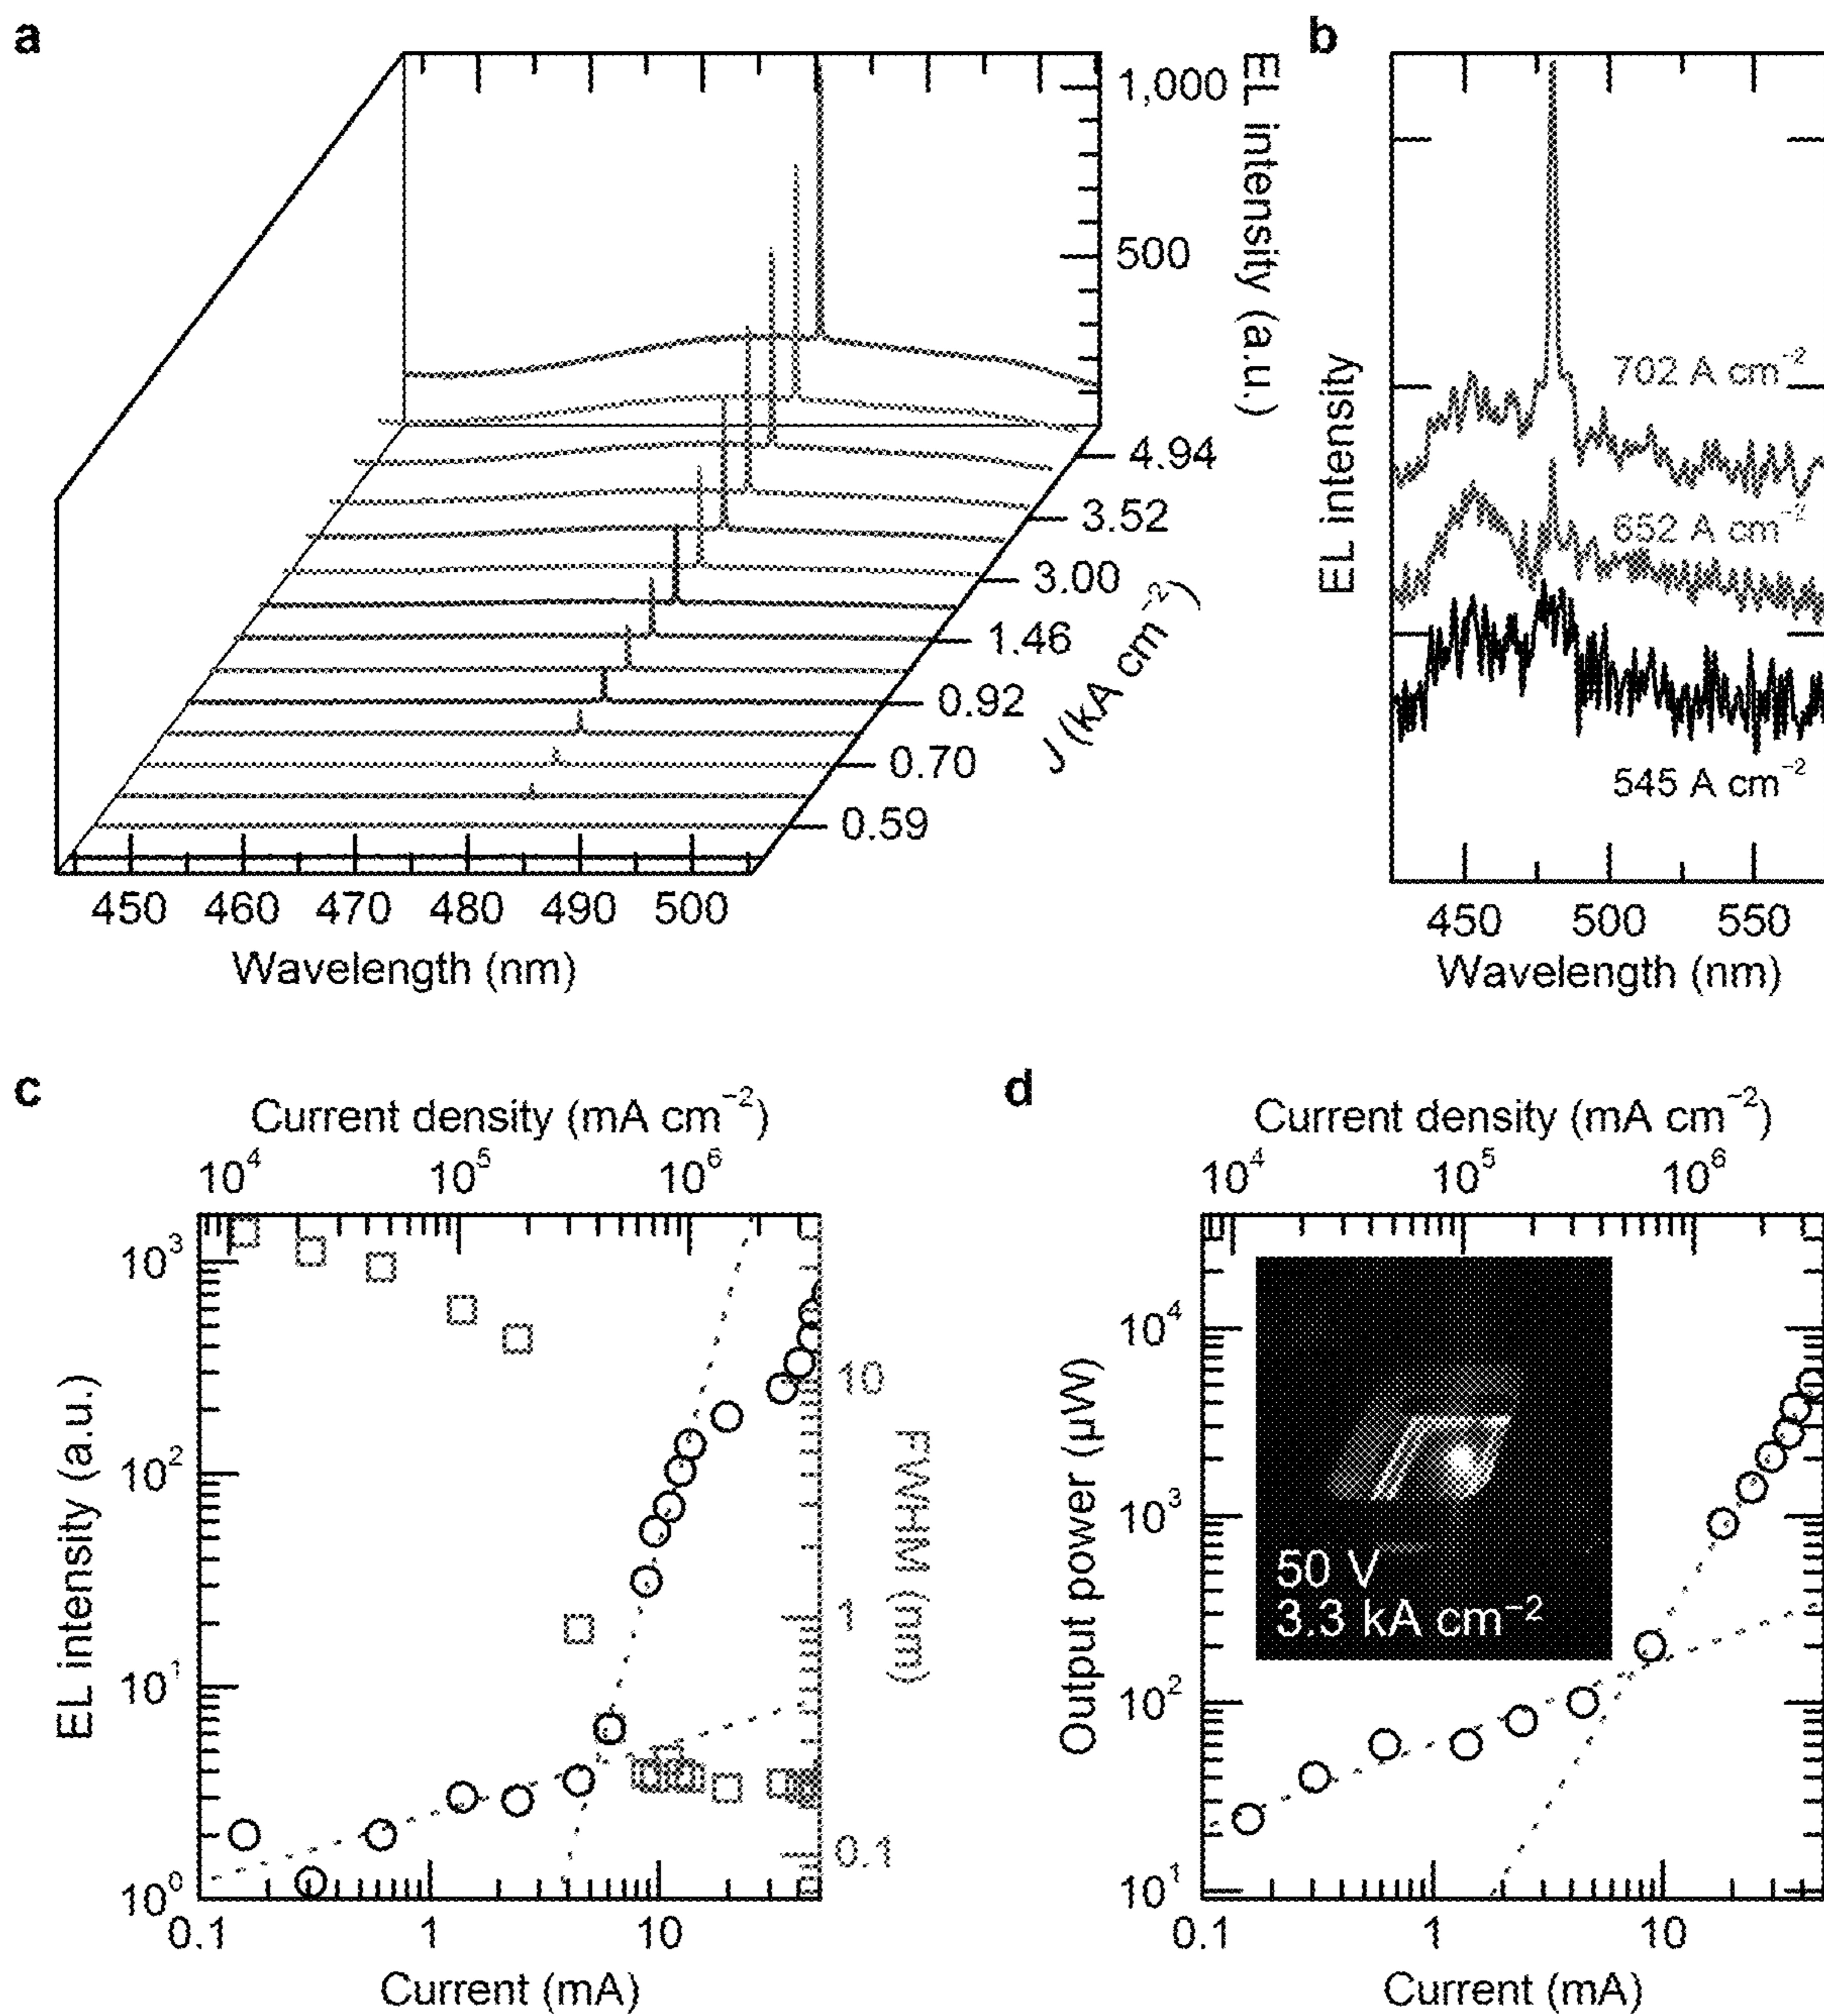 a
1,000
500
EL intensity (a.u.)
4.94
3.52
3.00
1.46
0.92
0.70
0.59
J (kA cm⁻²)
450 460 470 480 490 500
Wavelength (nm)
b
EL intensity
702 A cm⁻²
652 A cm⁻²
545 A cm⁻²
450 500 550
Wavelength (nm)
c
Current density (mA cm⁻²)
10⁴ 10⁵ 10⁶
EL intensity (a.u.)
10³
10²
10¹
10⁰
10
1
0.1
FWHM (nm)
0.1 1 10
Current (mA)
d
Current density (mA cm⁻²)
10⁴ 10⁵ 10⁶
Output power (μW)
10⁴
10³
10²
10¹
50 V
3.3 kA cm⁻²
0.1 1 10
Current (mA)